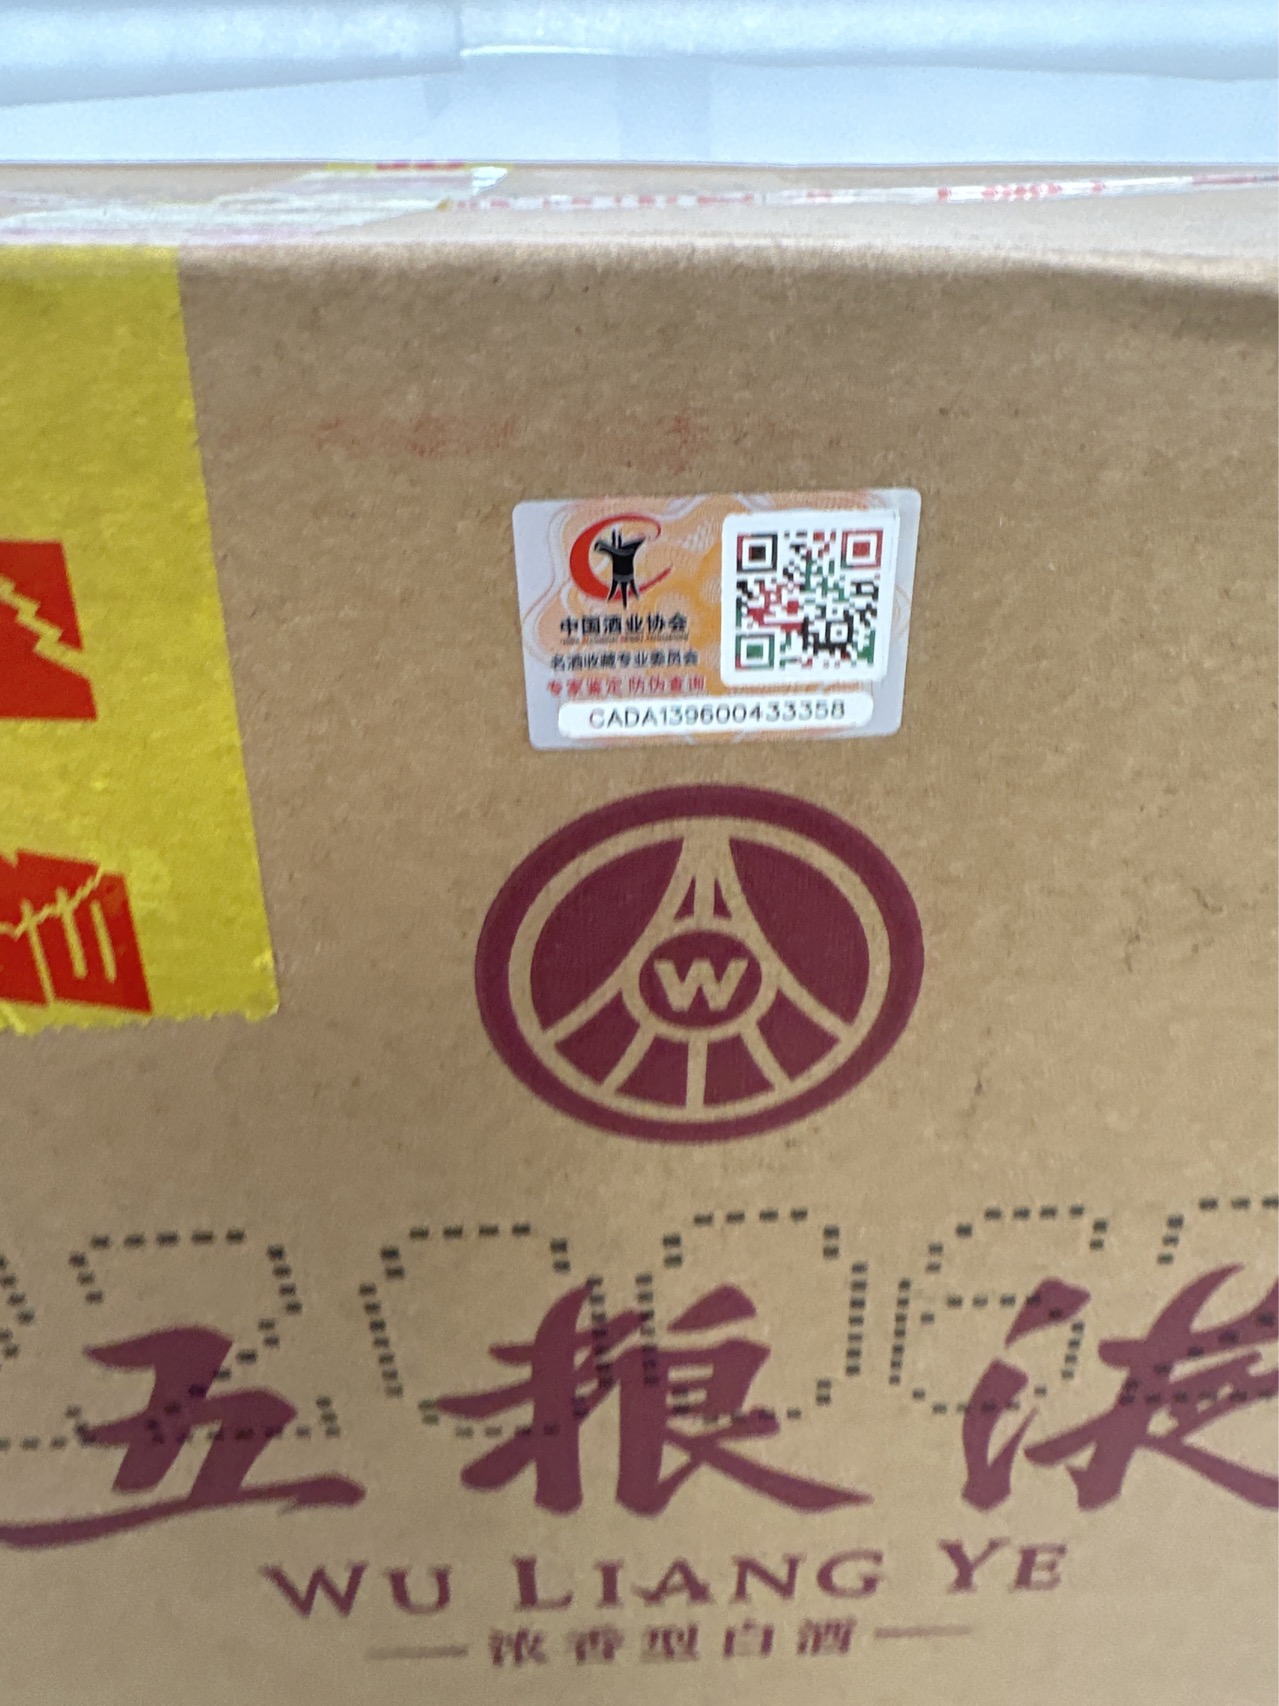 中国酒业协会
名酒收藏专业委员会
专家鉴定 防伪查询
CADA139600433358
W
五粮液
WU LIANG YE
浓香型白酒